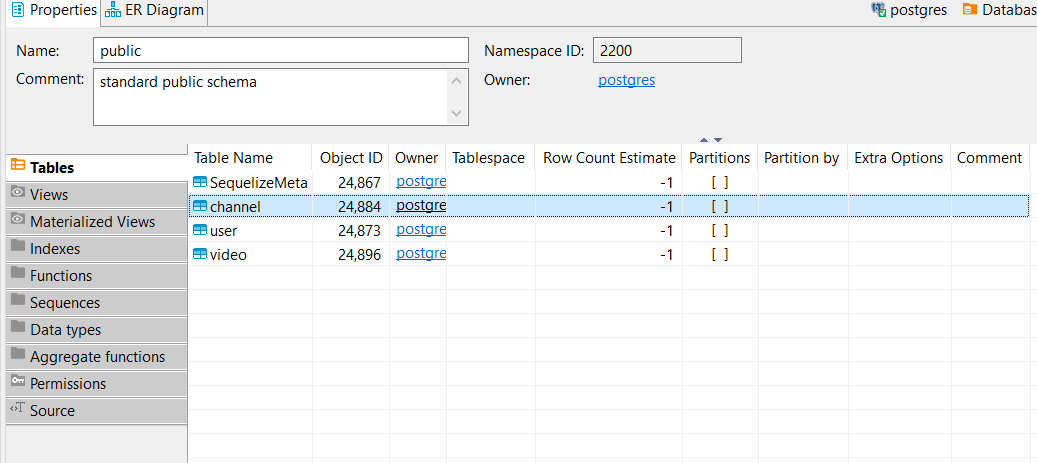 Properties ER Diagram postgres Databas
Name: public Namespace ID: 2200
Comment: standard public schema Owner: postgres
Table Name Object ID Owner Tablespace Row Count Estimate Partitions Partition by Extra Options Comment
Tables
Views
Materialized Views
Indexes
Functions
Sequences
Data types
Aggregate functions
Permissions
Source
SequelizeMeta 24,867 postgre -1 [ ]
channel 24,884 postgre -1 [ ]
user 24,873 postgre -1 [ ]
video 24,896 postgre -1 [ ]